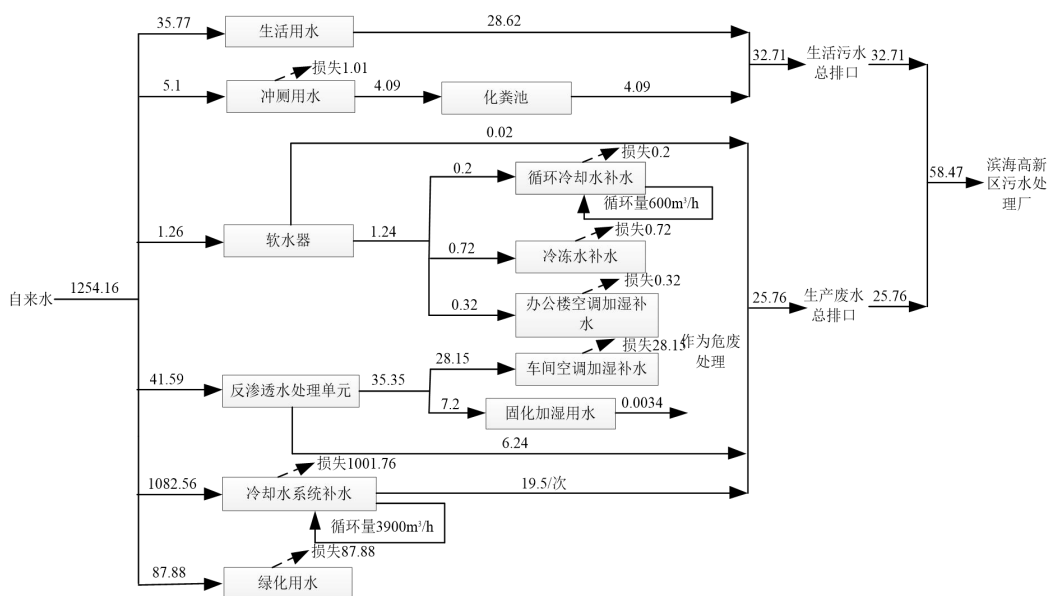 35.77
生活用水
28.62
损失1.01
5.1
冲厕用水
4.09
化粪池
4.09
32.71
生活污水
总排口
32.71
0.02
1.26
软水器
1.24
0.2
循环冷却水补水
损失0.2
循环量600m³/h
0.72
冷冻水补水
损失0.72
0.32
办公楼空调加湿补
水
损失0.32
58.47
滨海高新
区污水处
理厂
自来水
1254.16
25.76
生产废水
总排口
25.76
41.59
反渗透水处理单元
35.35
28.15
车间空调加湿补水
损失28.15
作为危废
处理
7.2
固化加湿用水
0.0034
6.24
1082.56
冷却水系统补水
损失1001.76
19.5/次
循环量3900m³/h
87.88
绿化用水
损失87.88